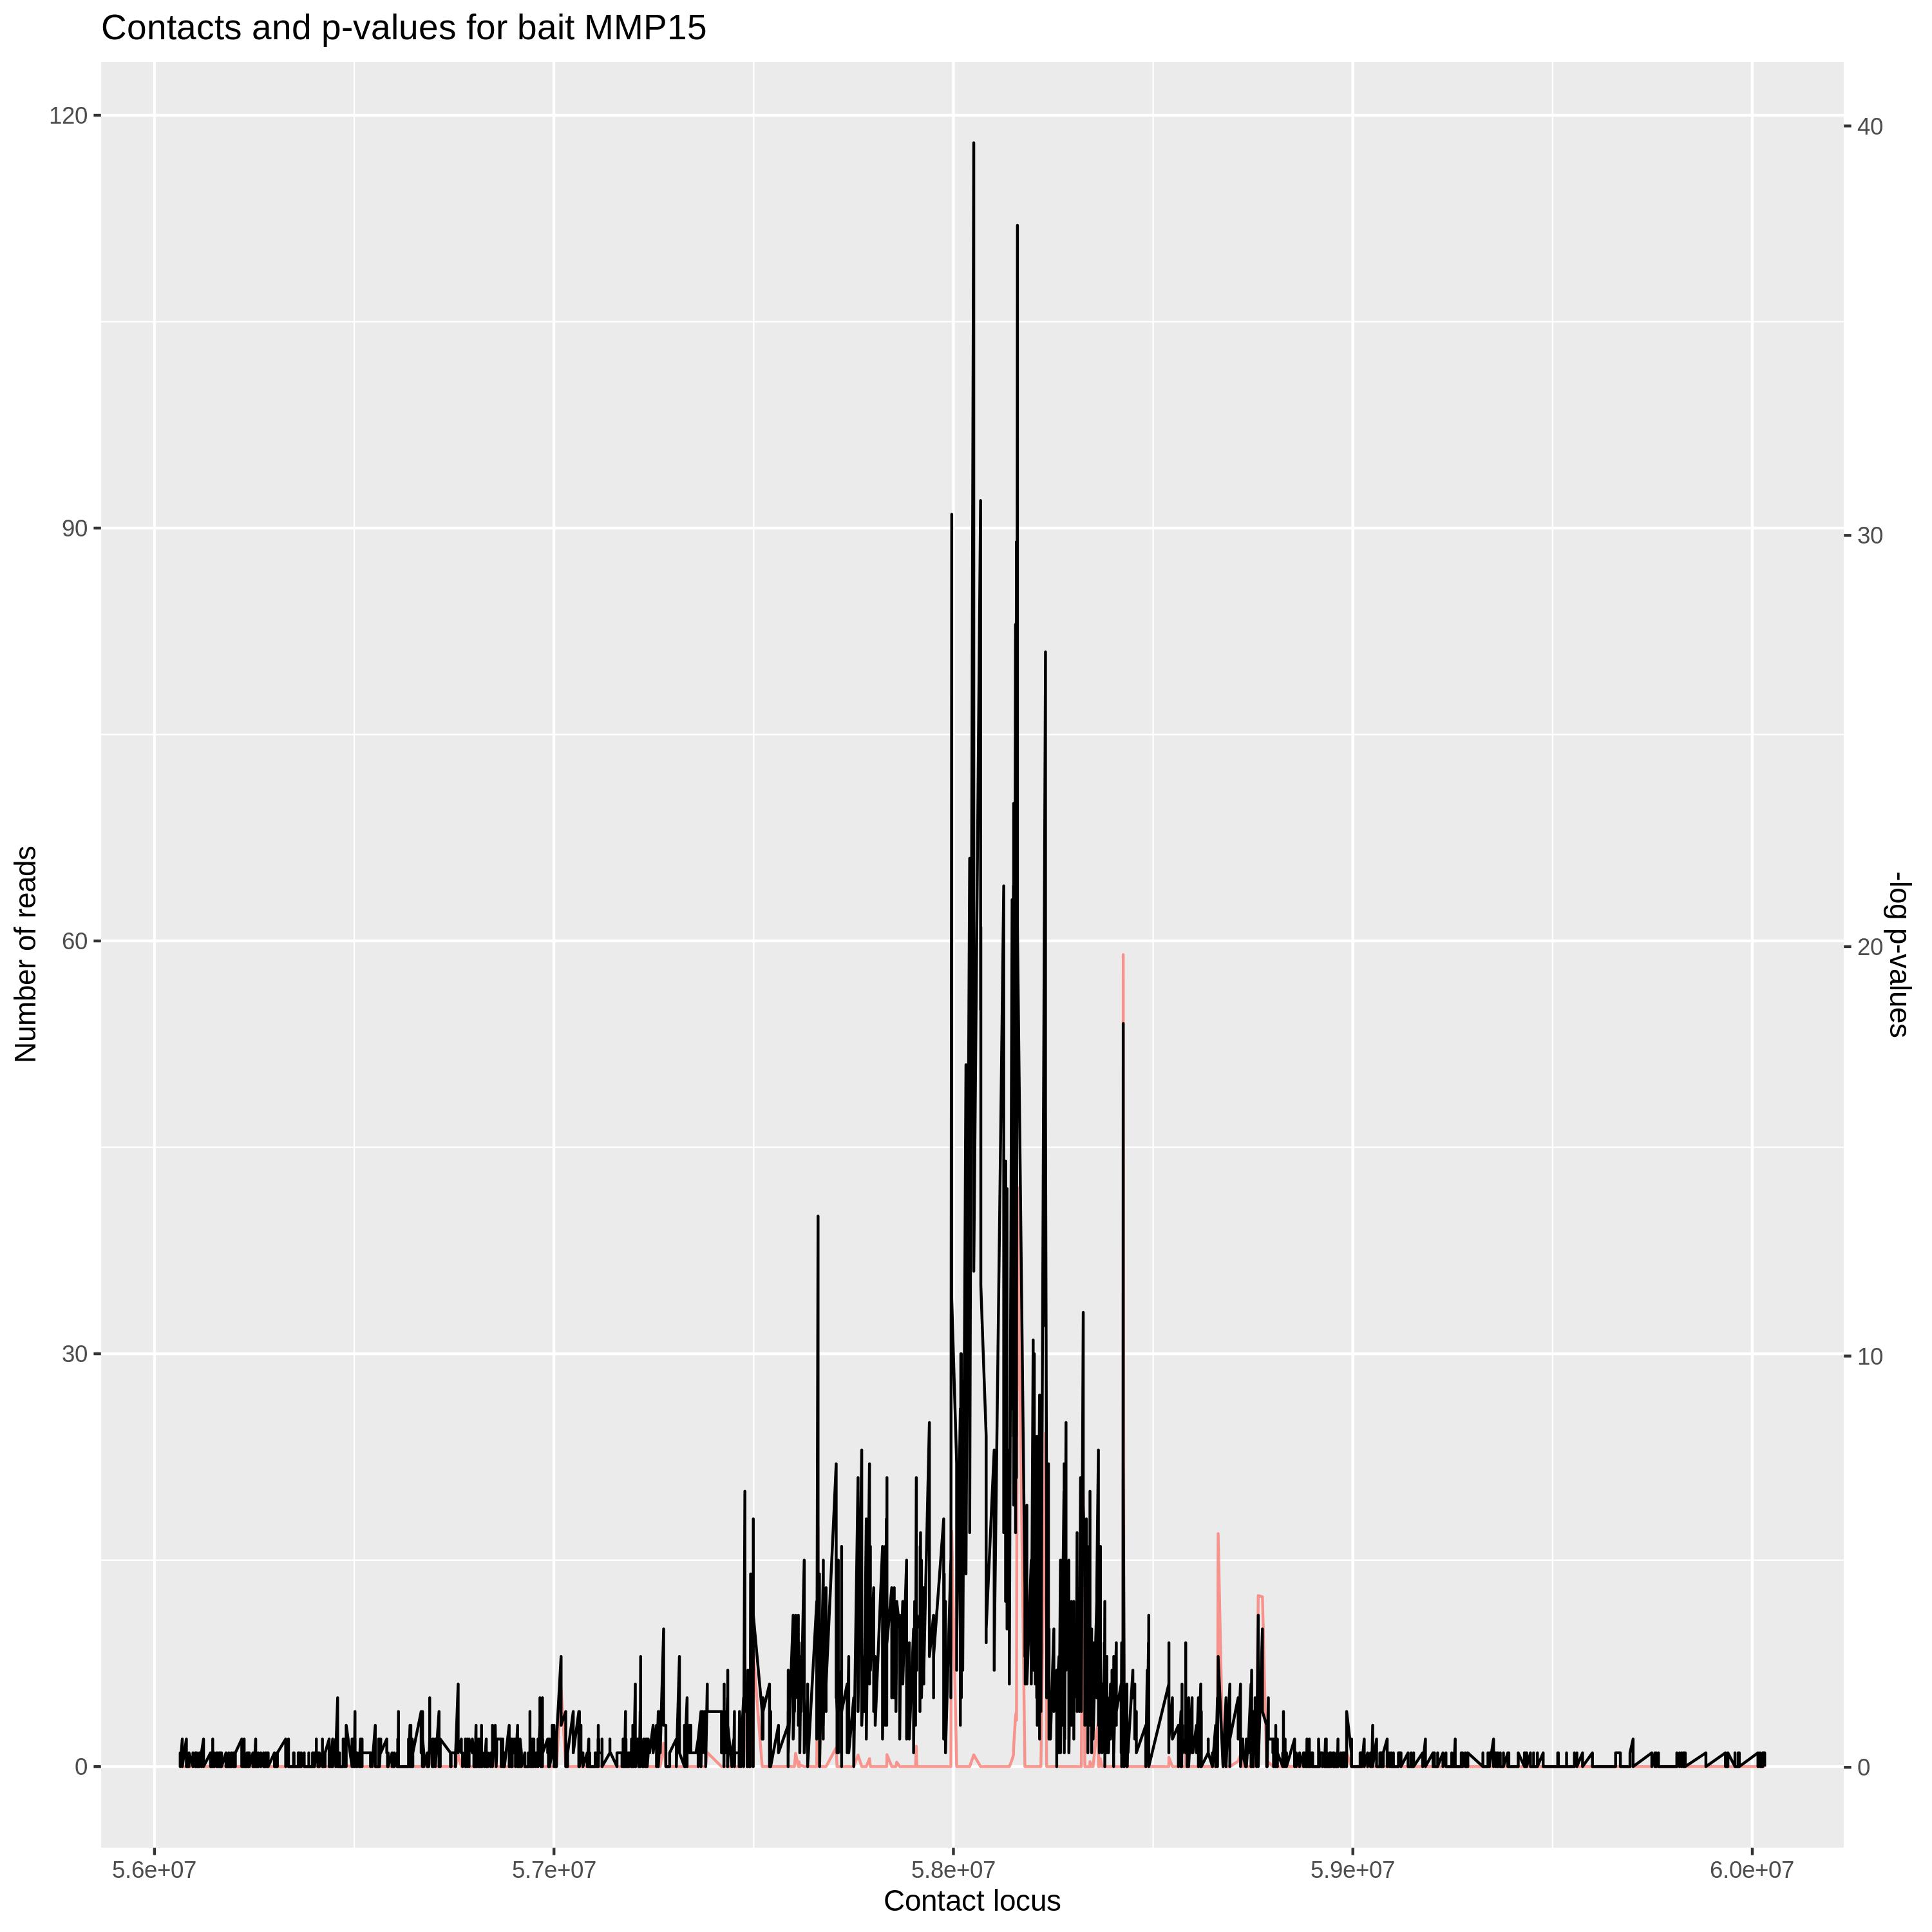 Contacts and p-values for bait MMP15
120
90
60
30
0
Number of reads
40
30
20
10
0
-log p-values
5.6e+07
5.7e+07
5.8e+07
5.9e+07
6.0e+07
Contact locus